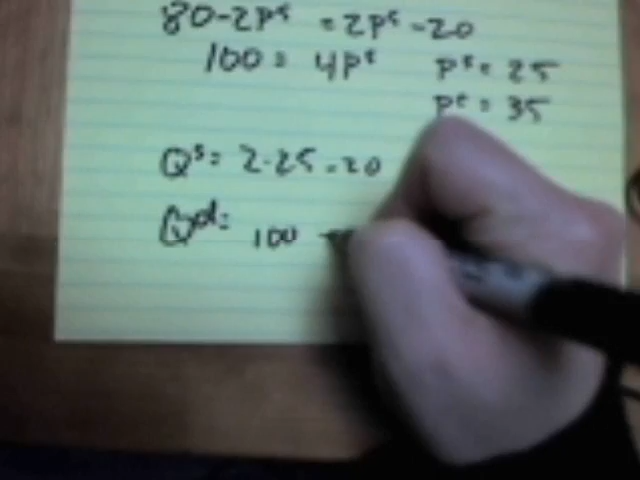 80-2Pˢ = 2Pˢ -20
100 = 4Pˢ Pˢ = 25
Pᶜ = 35
Qˢ = 2·25-20
Qᵈ = 100 -